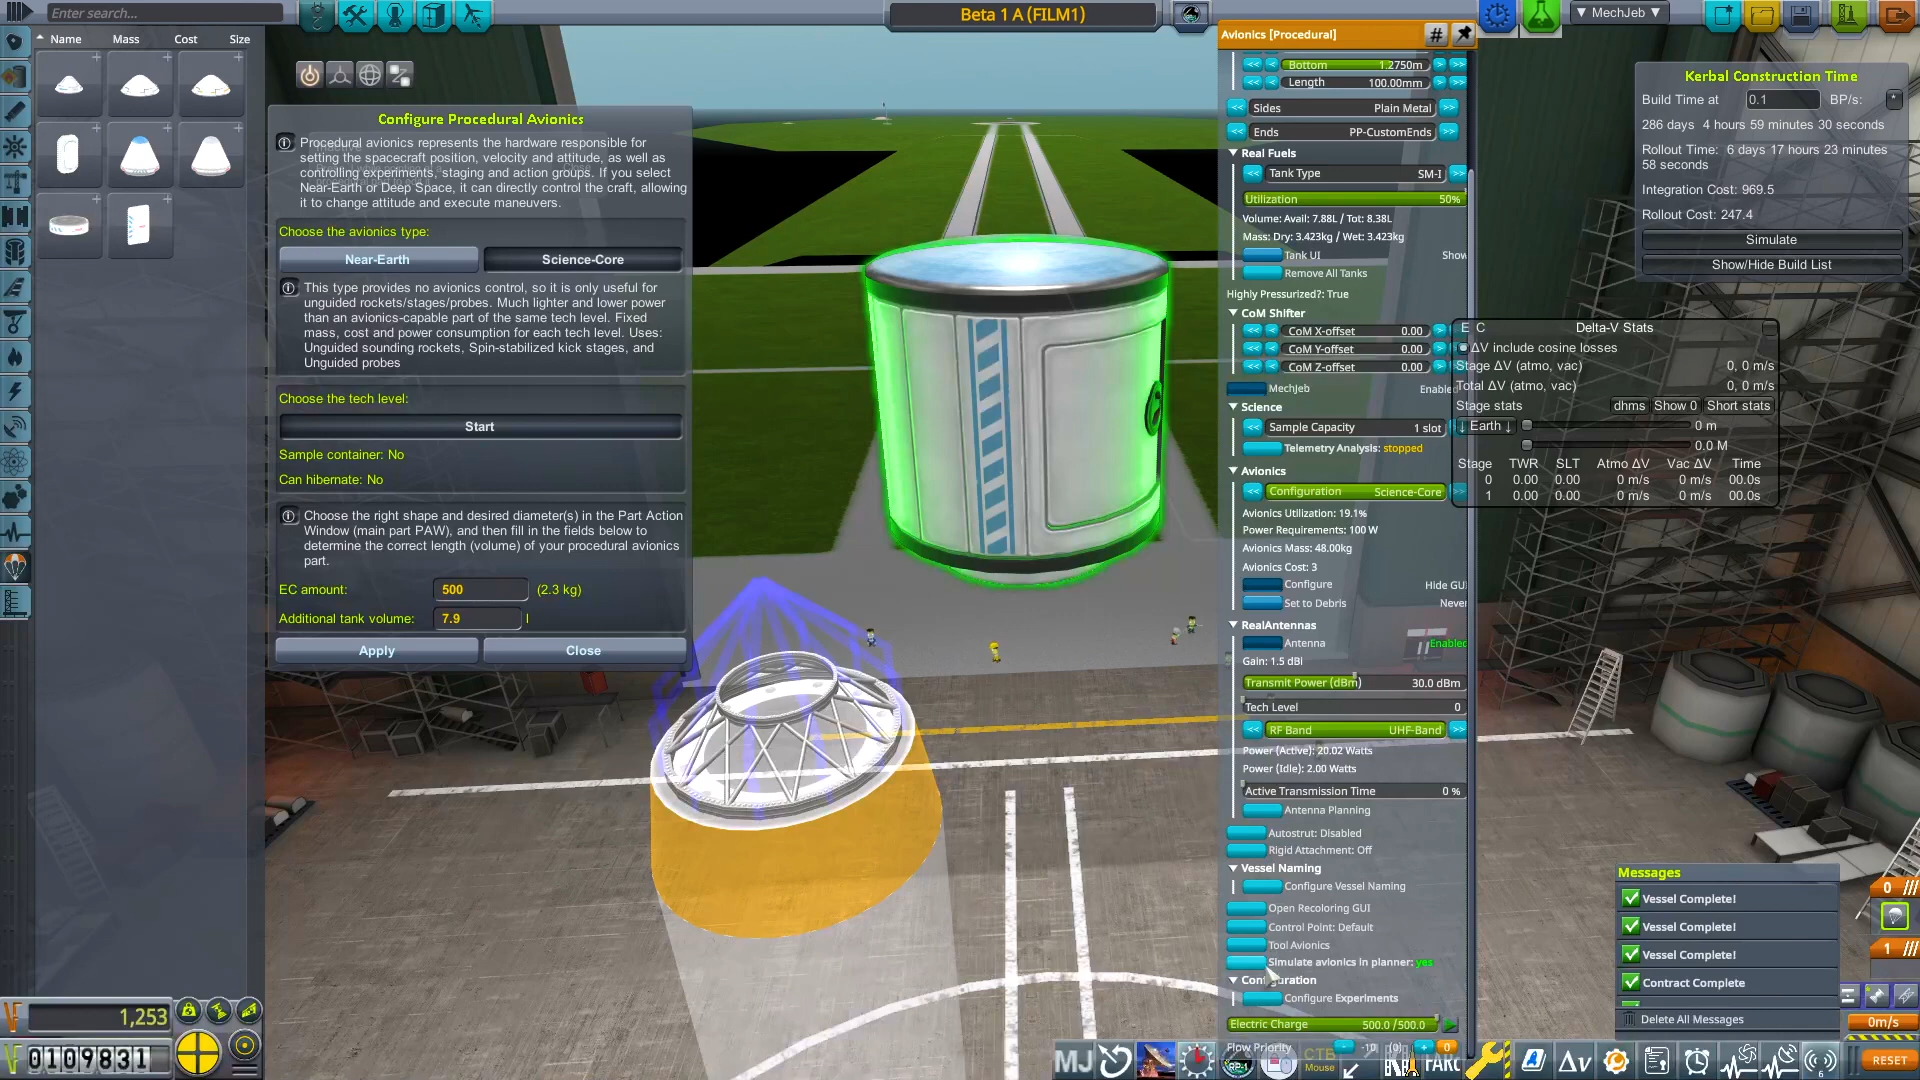 Enter search...
Beta 1 A (FILM1)
▼ MechJeb ▼
Name Mass Cost Size
Configure Procedural Avionics
Procedural avionics represents the hardware responsible for
setting the spacecraft position, velocity and attitude, as well as
controlling experiments, staging and action groups. If you select
Near-Earth or Deep Space, it can directly control the craft, allowing
it to change attitude and execute maneuvers.
Choose the avionics type:
Near-Earth Science-Core
This type provides no avionics control, so it is only useful for
unguided rockets/stages/probes. Much lighter and lower power
than an avionics-capable part of the same tech level. Fixed
mass, cost and power consumption for each tech level. Uses:
Unguided sounding rockets, Spin-stabilized kick stages, and
Unguided probes
Choose the tech level:
Start
Sample container: No
Can hibernate: No
Choose the right shape and desired diameter(s) in the Part Action
Window (main part PAW), and then fill in the fields below to
determine the correct length (volume) of your procedural avionics
part.
EC amount: 500 (2.3 kg)
Additional tank volume: 7.9 l
Apply Close
Avionics [Procedural] #
Bottom 1.2750m
Length 100.00mm
Sides Plain Metal
Ends PP-CustomEnds
Real Fuels
Tank Type SM-I
Utilization 50%
Volume: Avail: 7.88L / Tot: 8.38L
Mass: Dry: 3.423kg / Wet: 3.423kg
Tank UI Show
Remove All Tanks
Highly Pressurized?: True
CoM Shifter
CoM X-offset 0.00
CoM Y-offset 0.00
CoM Z-offset 0.00
MechJeb Enabled
Science
Sample Capacity 1 slot
Telemetry Analysis: stopped
Avionics
Configuration Science-Core
Avionics Utilization: 19.1%
Power Requirements: 100 W
Avionics Mass: 48.00kg
Avionics Cost: 3
Configure Hide GUI
Set to Debris Never
RealAntennas
Antenna Enabled
Gain: 1.5 dBi
Transmit Power (dBm) 30.0 dBm
Tech Level 0
RF Band UHF-Band
Power (Active): 20.02 Watts
Power (Idle): 2.00 Watts
Active Transmission Time 0 %
Antenna Planning
Autostrut: Disabled
Rigid Attachment: Off
Vessel Naming
Configure Vessel Naming
Open Recoloring GUI
Control Point: Default
Tool Avionics
Simulate avionics in planner: yes
Configure Experiments
Electric Charge 500.0 / 500.0
Flow Priority -10 (0) 0
Kerbal Construction Time
Build Time at 0.1 BP/s: *
286 days 4 hours 59 minutes 30 seconds
Rollout Time: 6 days 17 hours 23 minutes
58 seconds
Integration Cost: 969.5
Rollout Cost: 247.4
Simulate
Show/Hide Build List
E C Delta-V Stats
ΔV include cosine losses
Stage ΔV (atmo, vac) 0, 0 m/s
Total ΔV (atmo, vac) 0, 0 m/s
Stage stats dhms Show 0 Short stats
↓ Earth ↓ 0 m
0.0 M
Stage TWR SLT Atmo ΔV Vac ΔV Time
0 0.00 0.00 0 m/s 0 m/s 00.0s
1 0.00 0.00 0 m/s 0 m/s 00.0s
Messages
Vessel Complete!
Vessel Complete!
Vessel Complete!
Contract Complete
Delete All Messages
0
1
0m/s
1,253
0109831
MJ
RP-1
CTB
Mouse
Δv
6
RESET